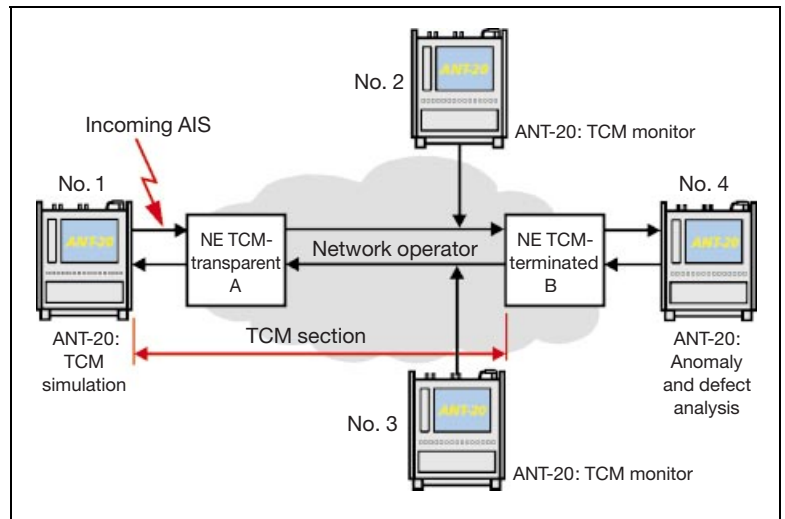 No. 2
ANT-20
ANT-20: TCM monitor
Incoming AIS
No. 1
ANT-20
ANT-20:
TCM
simulation
NE TCM-
transparent
A
Network operator
NE TCM-
terminated
B
No. 4
ANT-20
ANT-20:
Anomaly
and defect
analysis
TCM section
No. 3
ANT-20
ANT-20: TCM monitor